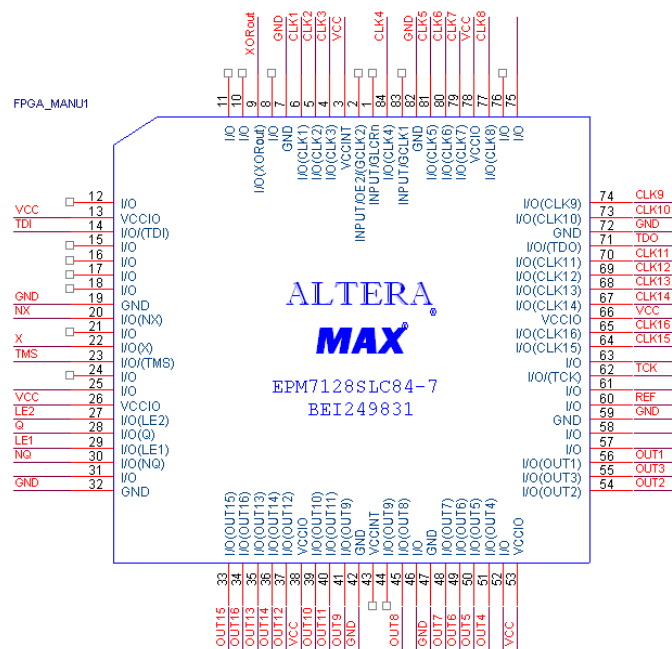 XORout
GND
CLK1
CLK2
CLK3
VCC
CLK4
GND
CLK5
CLK6
CLK7
VCC
CLK8
FPGA_MANU1
11 I/O
10 I/O
9 I/O(XORout)
8 I/O
7 GND
6 I/O(CLK1)
5 I/O(CLK2)
4 I/O(CLK3)
3 VCCINT
2 INPUT/OE2/(GCLK2)
1 INPUT/GLCRn
84 I/O(CLK4)
83 INPUT/GCLK1
82 GND
81 I/O(CLK5)
80 I/O(CLK6)
79 I/O(CLK7)
78 VCCIO
77 I/O(CLK8)
76 I/O
75 I/O
12 I/O
VCC 13 VCCIO
TDI 14 I/O/(TDI)
15 I/O
16 I/O
17 I/O
18 I/O
GND 19 GND
NX 20 I/O(NX)
21 I/O
X 22 I/O(X)
TMS 23 I/O/(TMS)
24 I/O
25 I/O
VCC 26 VCCIO
LE2 27 I/O(LE2)
Q 28 I/O(Q)
LE1 29 I/O(LE1)
NQ 30 I/O(NQ)
31 I/O
GND 32 GND
ALTERA®
MAX®
EPM7128SLC84-7
BEI249831
I/O(CLK9) 74 CLK9
I/O(CLK10) 73 CLK10
GND 72 GND
I/O/(TDO) 71 TDO
I/O(CLK11) 70 CLK11
I/O(CLK12) 69 CLK12
I/O(CLK13) 68 CLK13
I/O(CLK14) 67 CLK14
VCCIO 66 VCC
I/O(CLK16) 65 CLK16
I/O(CLK15) 64 CLK15
I/O 63
I/O/(TCK) 62 TCK
I/O 61
I/O 60 REF
GND 59 GND
I/O 58
I/O 57
I/O(OUT1) 56 OUT1
I/O(OUT3) 55 OUT3
I/O(OUT2) 54 OUT2
I/O(OUT15) 33 OUT15
I/O(OUT16) 34 OUT16
I/O(OUT13) 35 OUT13
I/O(OUT14) 36 OUT14
I/O(OUT12) 37 OUT12
VCCIO 38 VCC
I/O(OUT10) 39 OUT10
I/O(OUT11) 40 OUT11
I/O(OUT9) 41 OUT9
GND 42 GND
VCCINT 43
I/O(OUT9) 44
I/O(OUT8) 45 OUT8
I/O 46
GND 47 GND
I/O(OUT7) 48 OUT7
I/O(OUT6) 49 OUT6
I/O(OUT5) 50 OUT5
I/O(OUT4) 51 OUT4
I/O 52
VCCIO 53 VCC